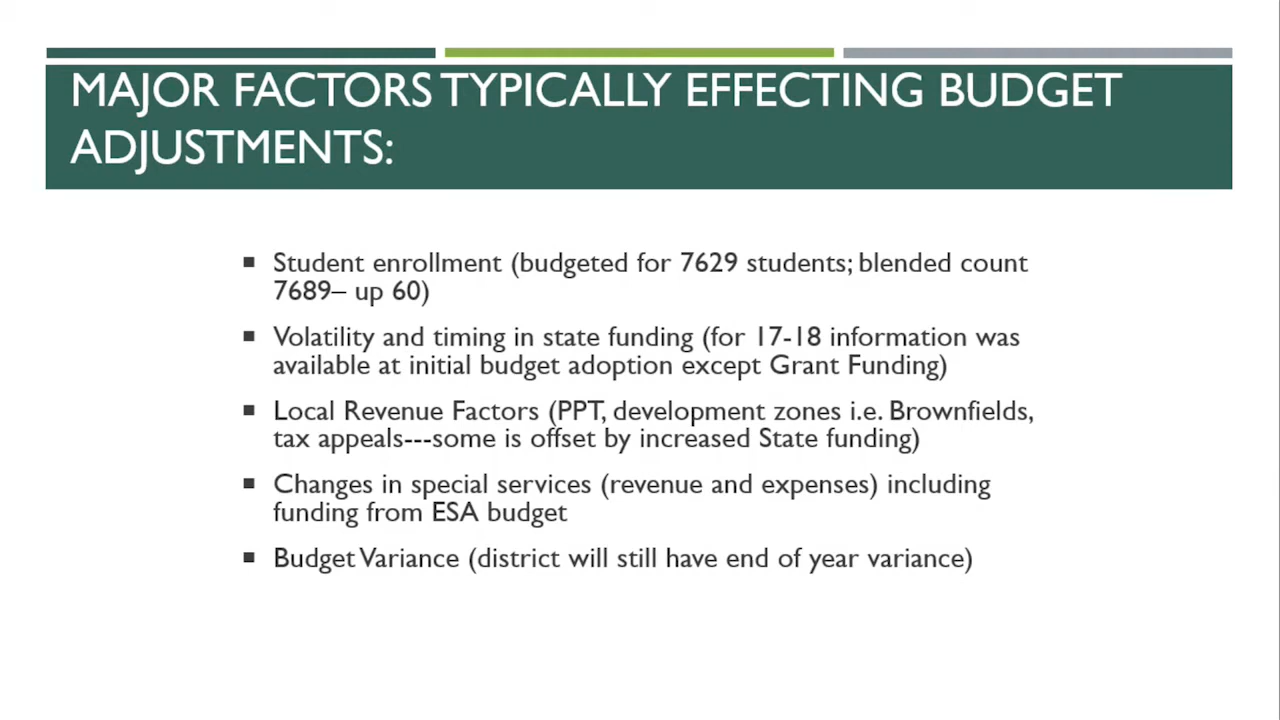 MAJOR FACTORS TYPICALLY EFFECTING BUDGET
ADJUSTMENTS:
▪ Student enrollment (budgeted for 7629 students; blended count
7689– up 60)
▪ Volatility and timing in state funding (for 17-18 information was
available at initial budget adoption except Grant Funding)
▪ Local Revenue Factors (PPT, development zones i.e. Brownfields,
tax appeals---some is offset by increased State funding)
▪ Changes in special services (revenue and expenses) including
funding from ESA budget
▪ Budget Variance (district will still have end of year variance)